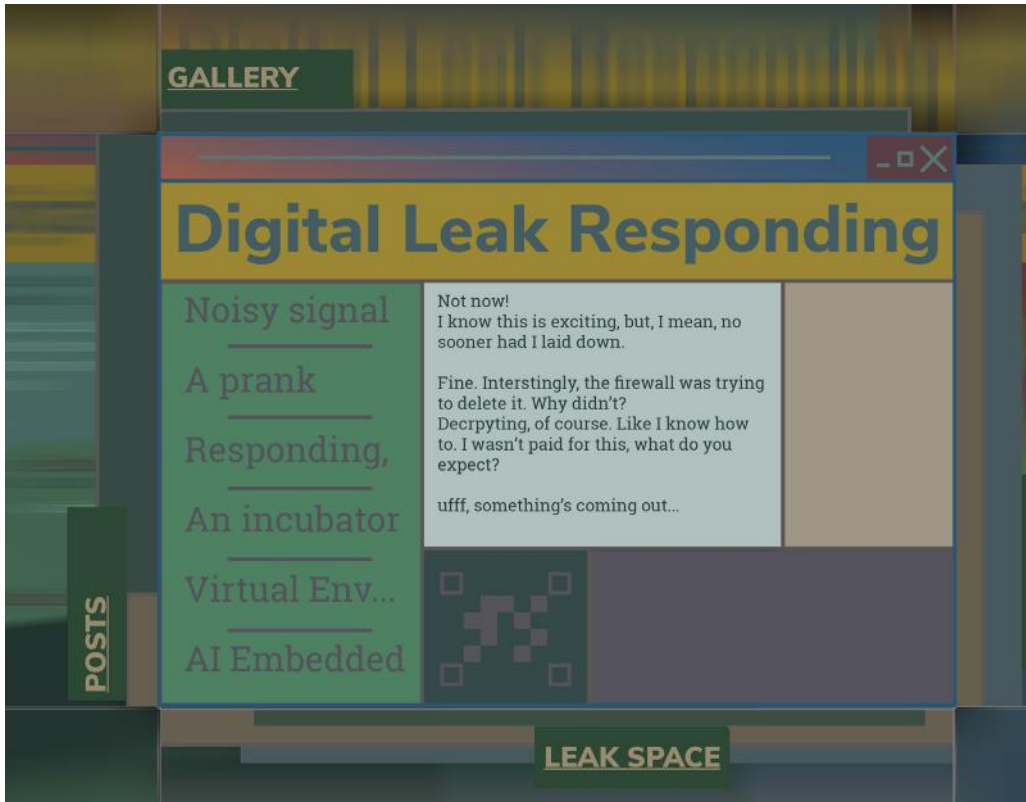 GALLERY
Digital Leak Responding
Noisy signal
A prank
Responding,
An incubator
Virtual Env...
AI Embedded
Not now!
I know this is exciting, but, I mean, no
sooner had I laid down.
Fine. Interstingly, the firewall was trying
to delete it. Why didn't?
Decrpyting, of course. Like I know how
to. I wasn't paid for this, what do you
expect?
ufff, something's coming out...
POSTS
LEAK SPACE